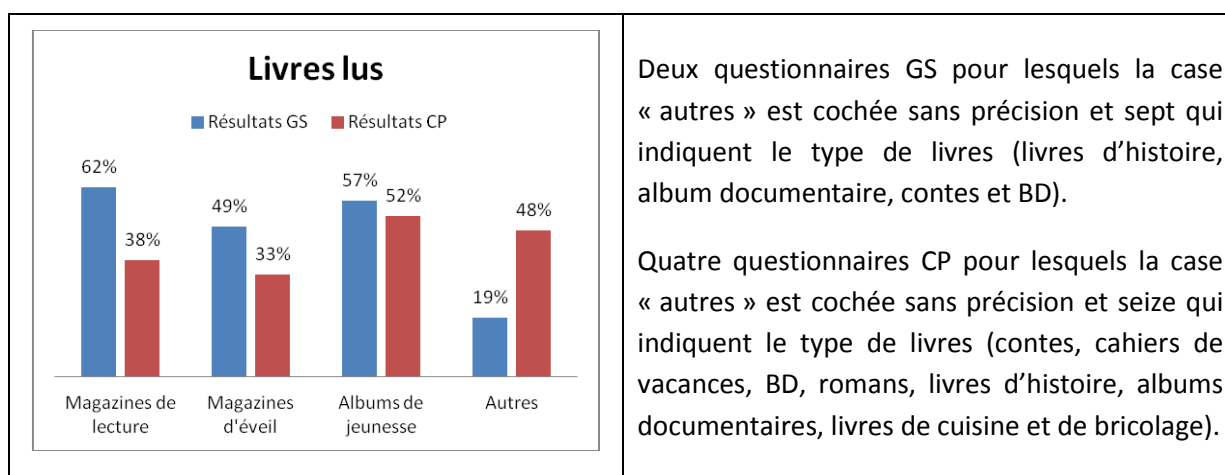 Livres lus
Résultats GS Résultats CP
62% 38% 49% 33% 57% 52% 19% 48%
Magazines de lecture
Magazines d'éveil
Albums de jeunesse
Autres
Deux questionnaires GS pour lesquels la case
« autres » est cochée sans précision et sept qui
indiquent le type de livres (livres d'histoire,
album documentaire, contes et BD).
Quatre questionnaires CP pour lesquels la case
« autres » est cochée sans précision et seize qui
indiquent le type de livres (contes, cahiers de
vacances, BD, romans, livres d'histoire, albums
documentaires, livres de cuisine et de bricolage).